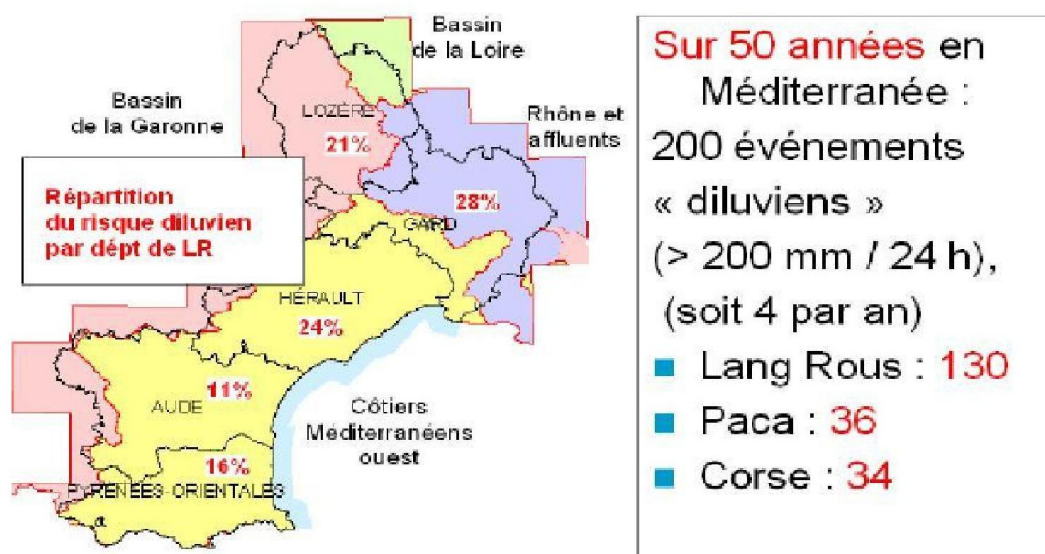 Bassin
de la Loire
Bassin
de la Garonne
LOZÈRE
21%
Rhône et
affluents
Répartition
du risque diluvien
par dépt de LR
28%
GARD
HÉRAULT
24%
11%
AUDE
Côtiers
Méditerranéens
ouest
16%
PYRENÉES-ORIENTALES
Sur 50 années en
Méditerranée :
200 événements
« diluviens »
(> 200 mm / 24 h),
(soit 4 par an)
Lang Rous : 130
Paca : 36
Corse : 34